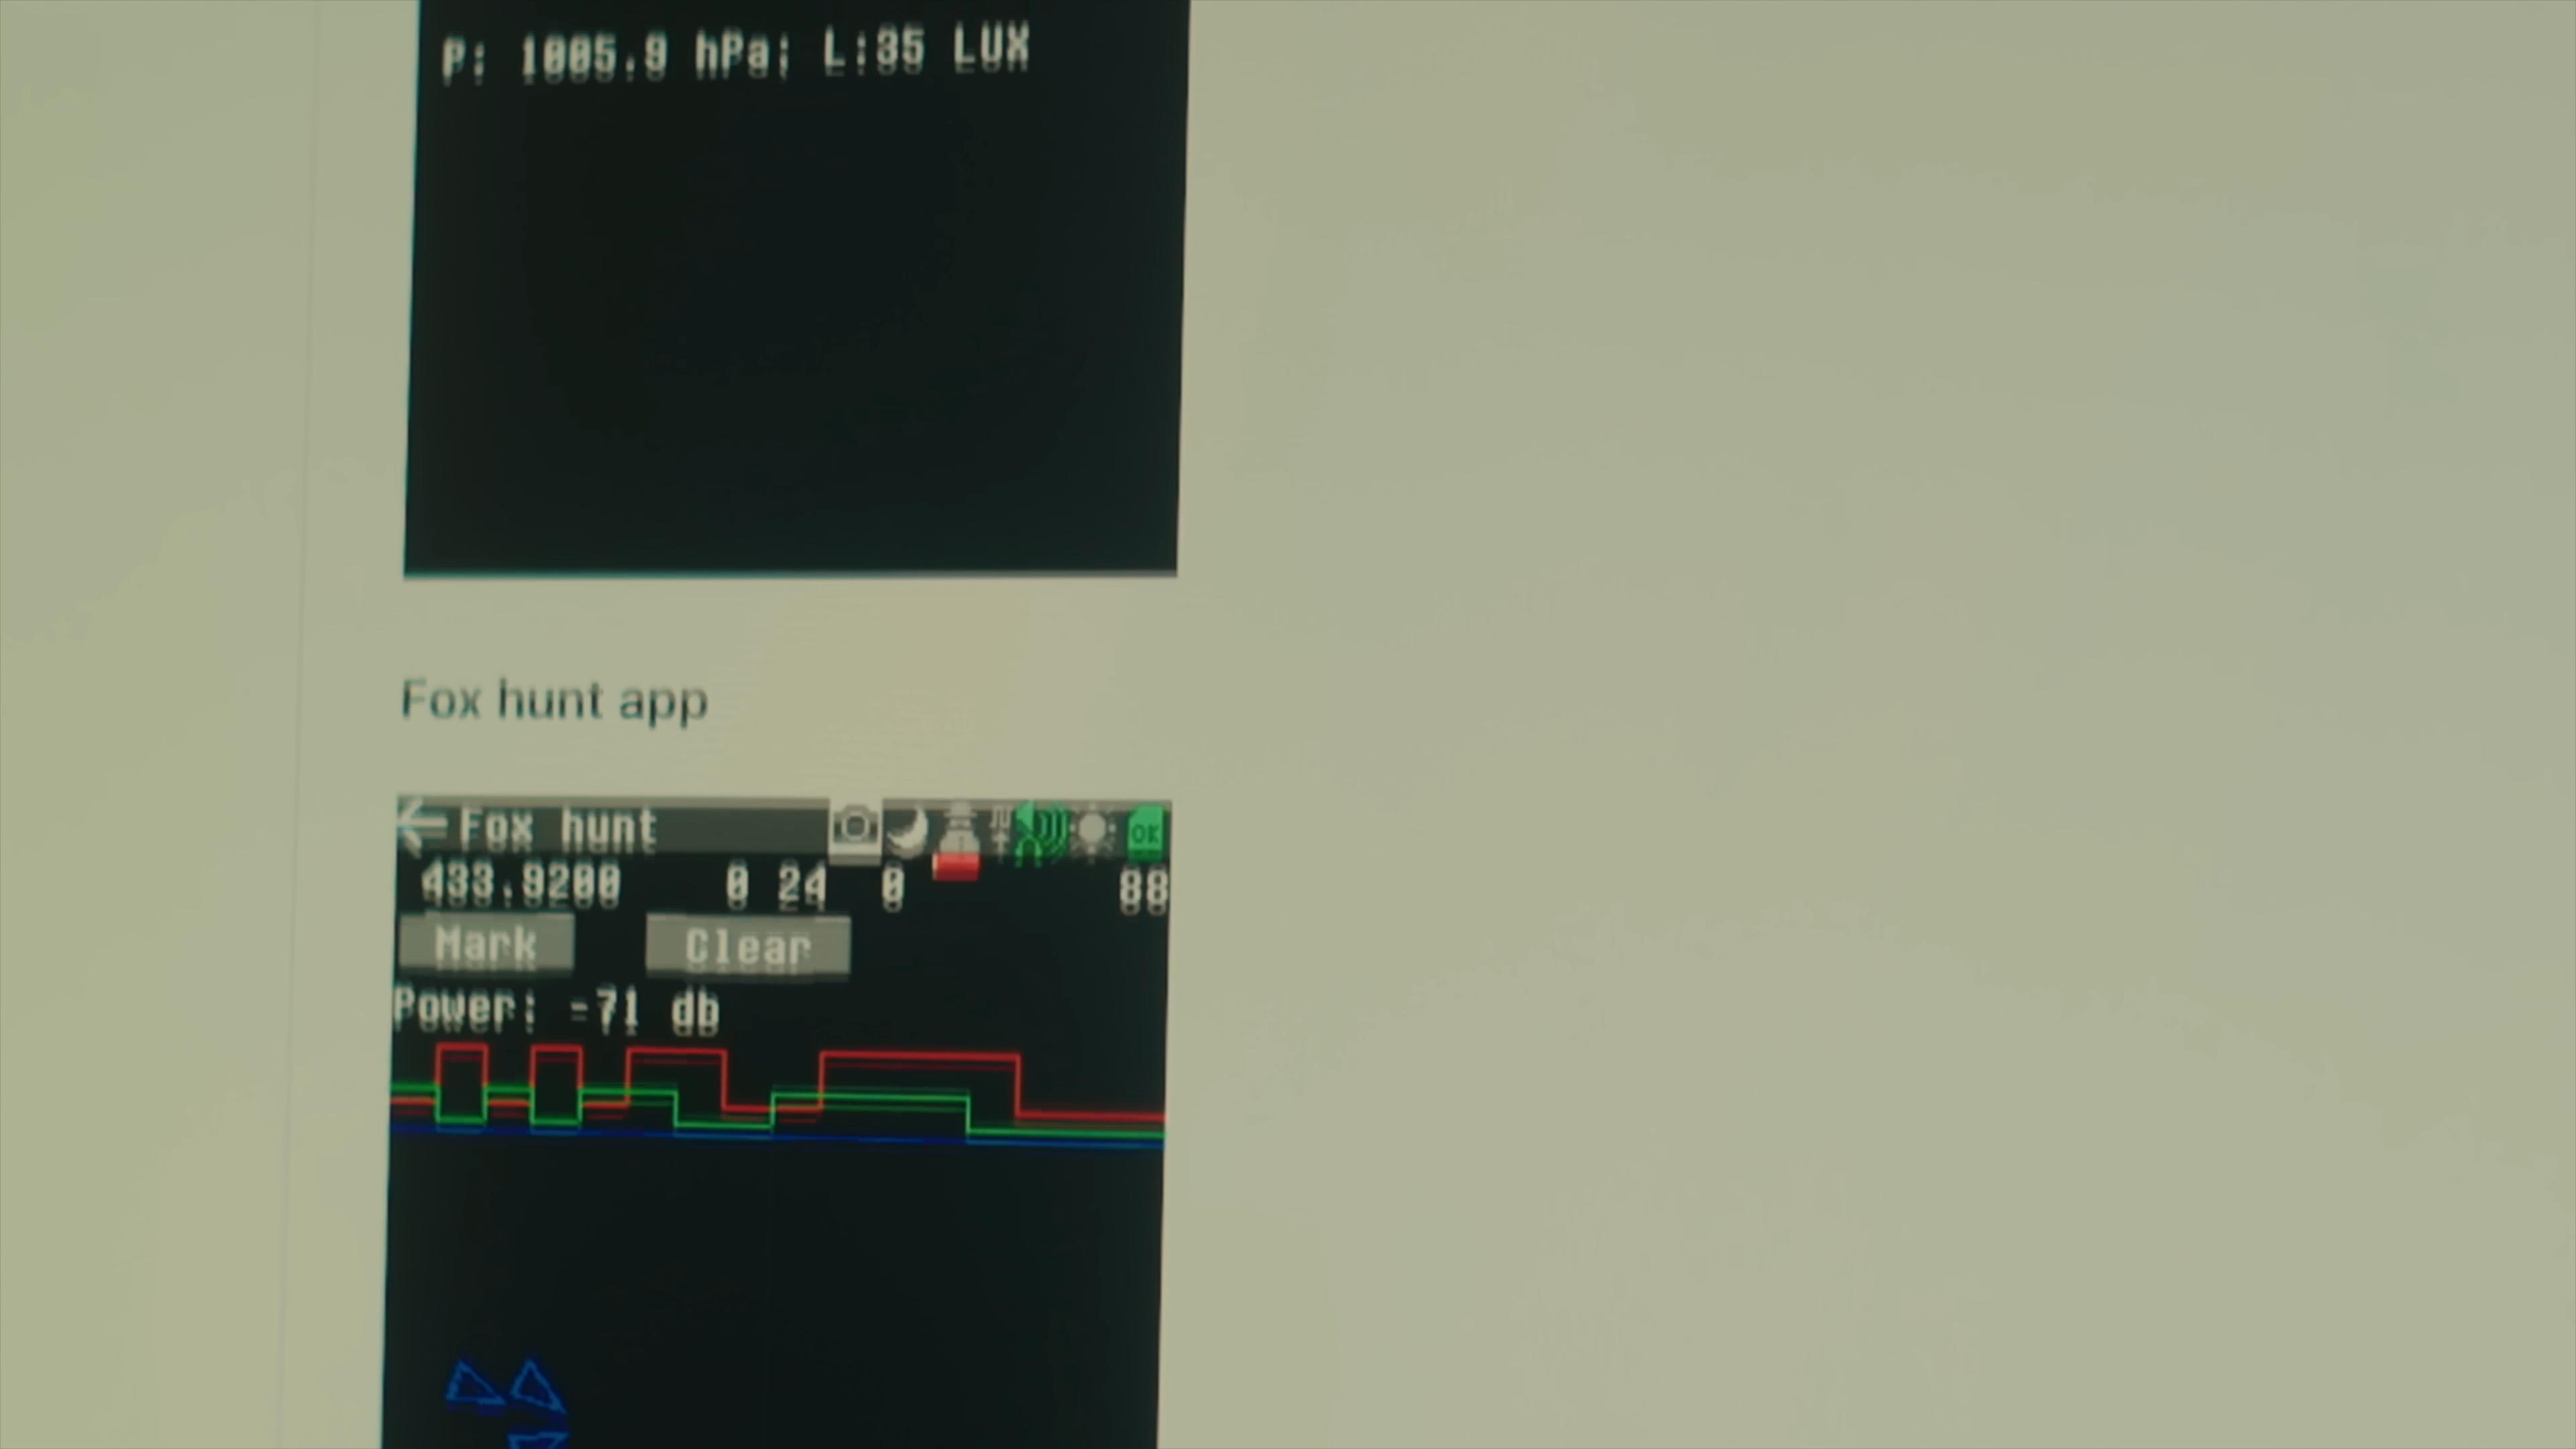 P: 1005.9 hPa; L:35 LUX
Fox hunt app
Fox hunt OK
433.9200 0 24 0 88
Mark Clear
Power: -71 db